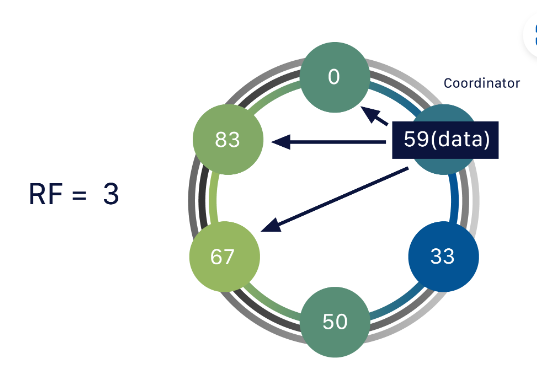 0
Coordinator
83
59(data)
RF = 3
67
33
50